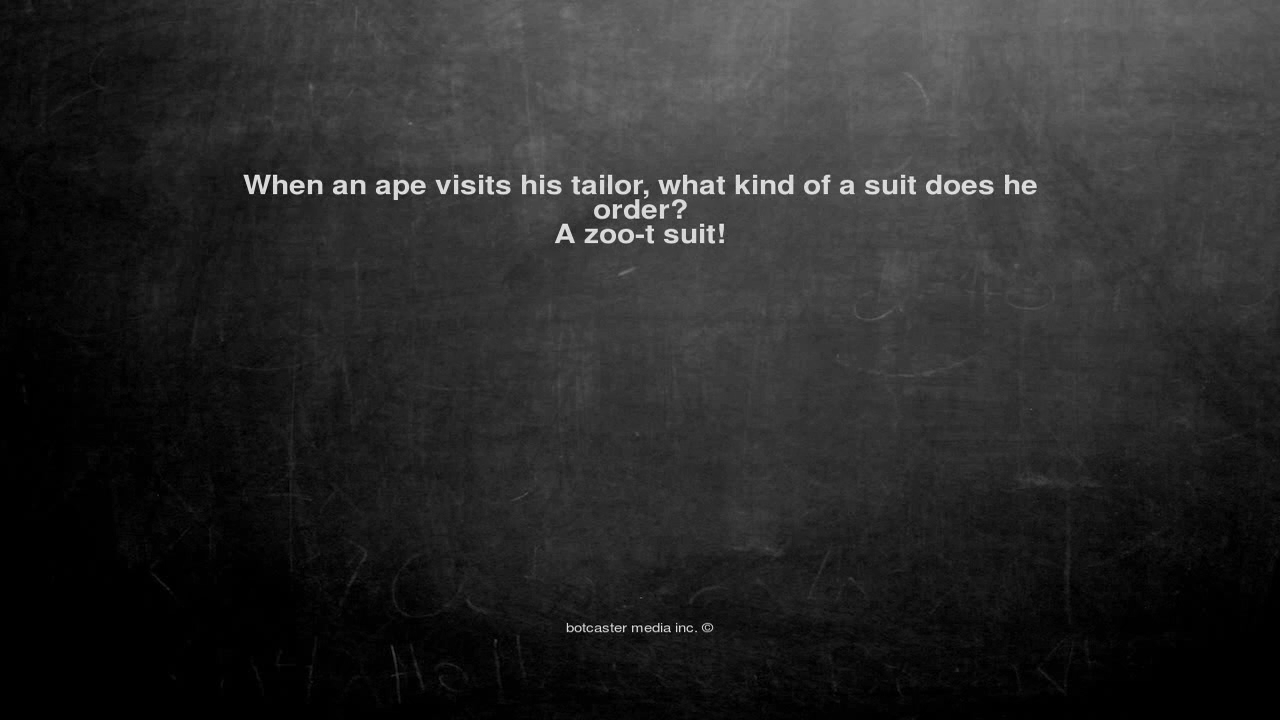 When an ape visits his tailor, what kind of a suit does he
order?
A zoo-t suit!
botcaster media inc. ©